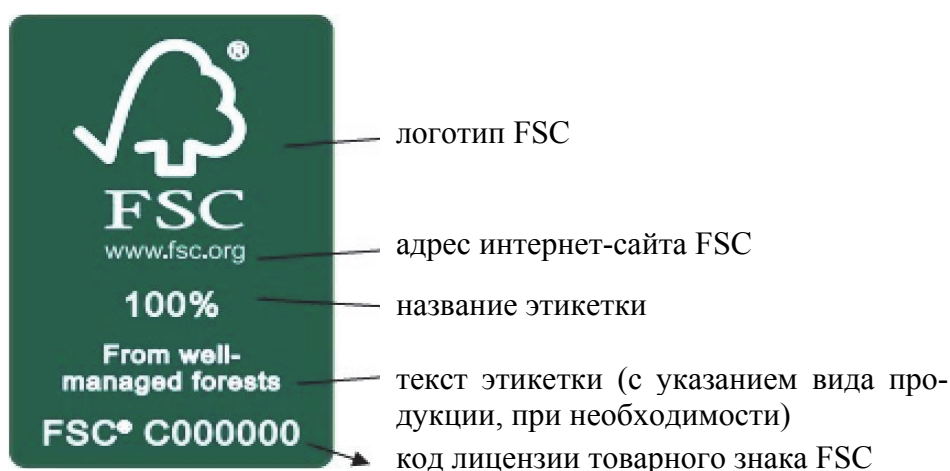 ®
логотип FSC
FSC
www.fsc.org
адрес интернет-сайта FSC
100%
название этикетки
From well-
managed forests
текст этикетки (с указанием вида про-
дукции, при необходимости)
FSC® C000000
код лицензии товарного знака FSC